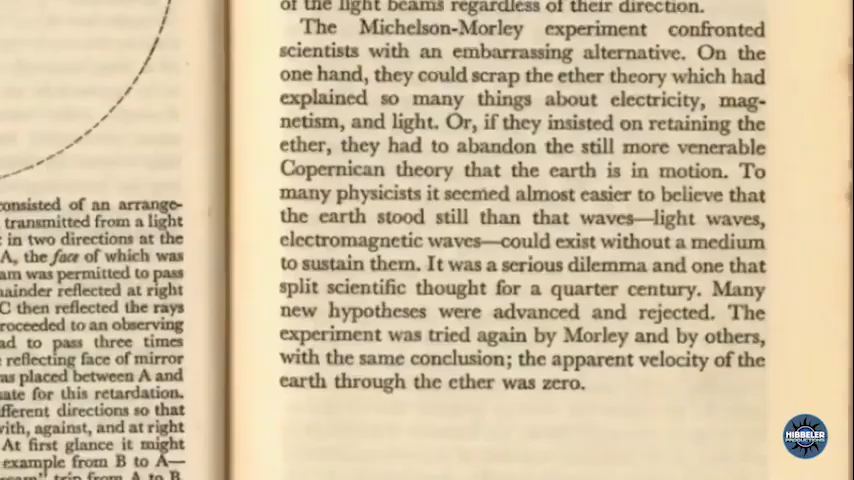 consisted of an arrange-
transmitted from a light
in two directions at the
A, the face of which was
am was permitted to pass
mainder reflected at right
C then reflected the rays
roceeded to an observing
ad to pass three times
reflecting face of mirror
as placed between A and
ate for this retardation.
fferent directions so that
with, against, and at right
At first glance it might
example from B to A—
trip from A to B.
of the light beams regardless of their direction.
The Michelson-Morley experiment confronted
scientists with an embarrassing alternative. On the
one hand, they could scrap the ether theory which had
explained so many things about electricity, mag-
netism, and light. Or, if they insisted on retaining the
ether, they had to abandon the still more venerable
Copernican theory that the earth is in motion. To
many physicists it seemed almost easier to believe that
the earth stood still than that waves—light waves,
electromagnetic waves—could exist without a medium
to sustain them. It was a serious dilemma and one that
split scientific thought for a quarter century. Many
new hypotheses were advanced and rejected. The
experiment was tried again by Morley and by others,
with the same conclusion; the apparent velocity of the
earth through the ether was zero.
HIBBELER
PRODUCTIONS